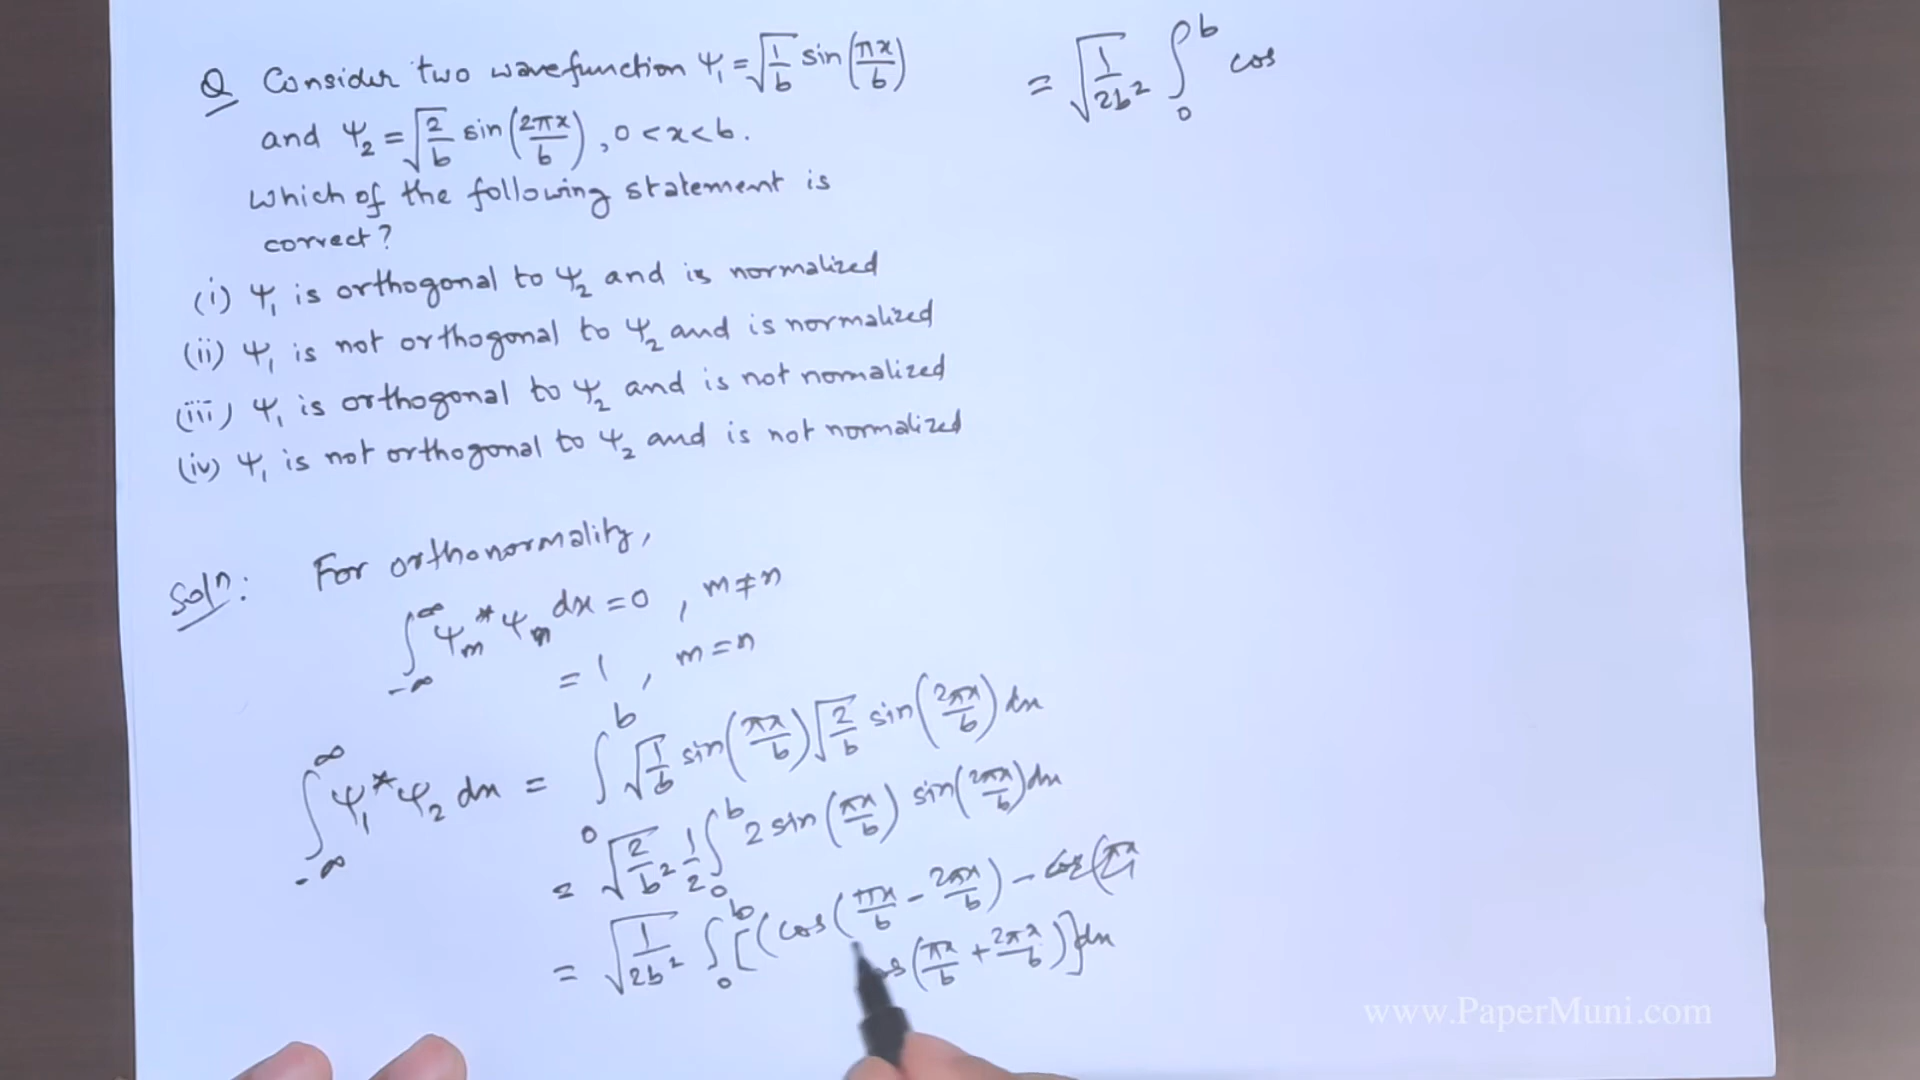 Q Consider two wavefunction Ψ₁ = √(1/b) sin(πx/b)
and Ψ₂ = √(2/b) sin(2πx/b), 0 < x < b.
Which of the following statement is
correct?
(i) Ψ₁ is orthogonal to Ψ₂ and is normalized
(ii) Ψ₁ is not orthogonal to Ψ₂ and is normalized
(iii) Ψ₁ is orthogonal to Ψ₂ and is not normalized
(iv) Ψ₁ is not orthogonal to Ψ₂ and is not normalized
Solⁿ: For orthonormality,
∫_{-∞}^{∞} Ψₘ* Ψₙ dx = 0, m ≠ n
= 1, m = n
∫_{-∞}^{∞} Ψ₁* Ψ₂ dx = ∫₀^b √(1/b) sin(πx/b) √(2/b) sin(2πx/b) dx
= √(2/b²) 1/2 ∫₀^b 2 sin(πx/b) sin(2πx/b) dx
= √(1/2b²) ∫₀^b [(cos(πx/b − 2πx/b) −
(πx/b + 2πx/b)] dx
= √(1/2b²) ∫₀^b cos
www.PaperMuni.com